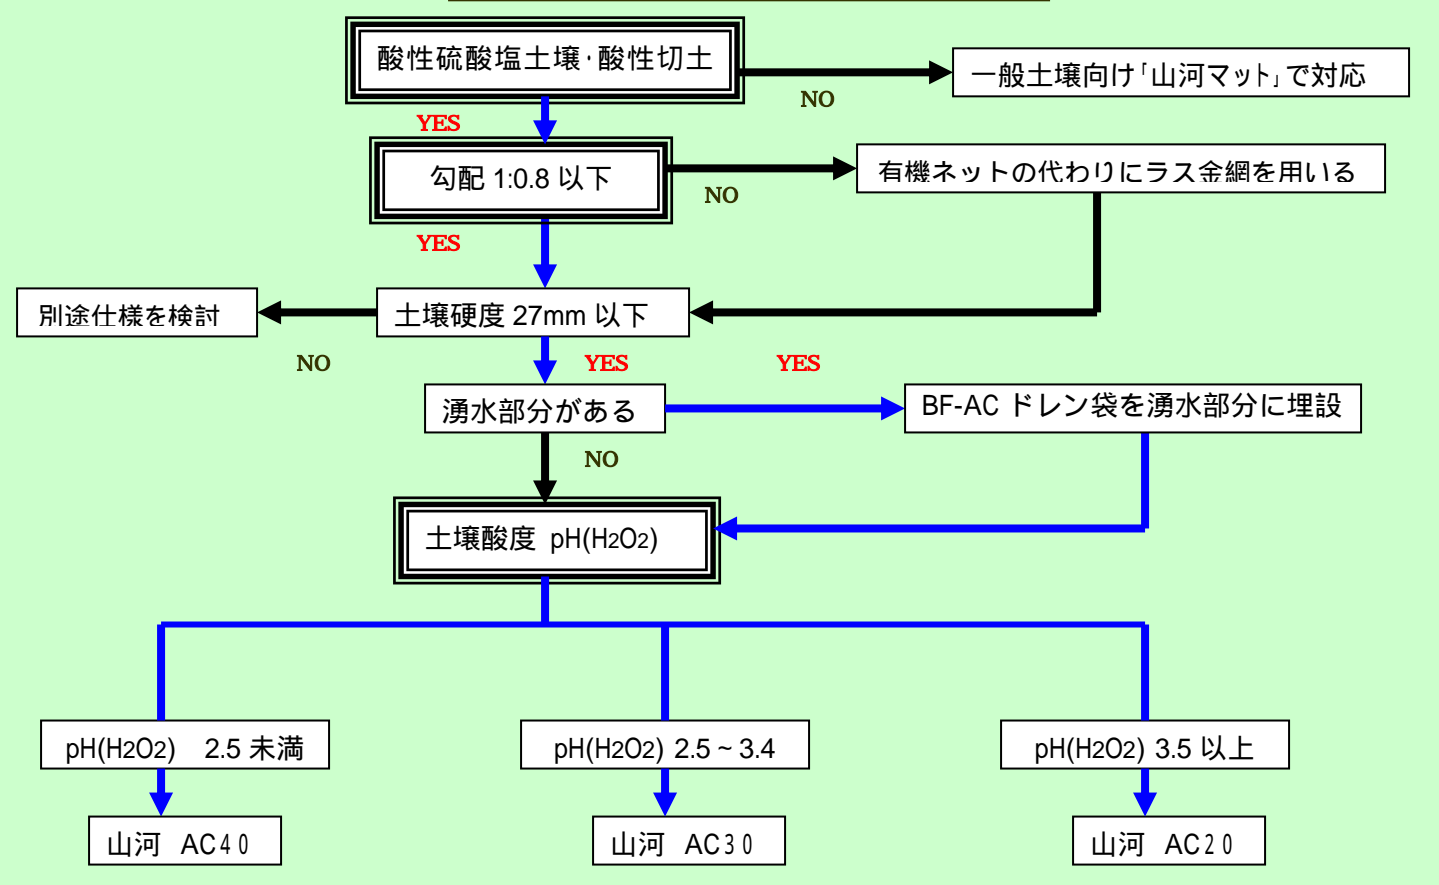 酸性硫酸塩土壌・酸性切土
一般土壌向け「山河マット」で対応
NO
YES
勾配 1:0.8 以下
有機ネットの代わりにラス金網を用いる
NO
YES
別途仕様を検討
土壌硬度 27mm 以下
NO
YES
YES
湧水部分がある
BF-AC ドレン袋を湧水部分に埋設
NO
土壌酸度 pH(H2O2)
pH(H2O2) 2.5 未満
pH(H2O2) 2.5 ~ 3.4
pH(H2O2) 3.5 以上
山河 AC40
山河 AC30
山河 AC20